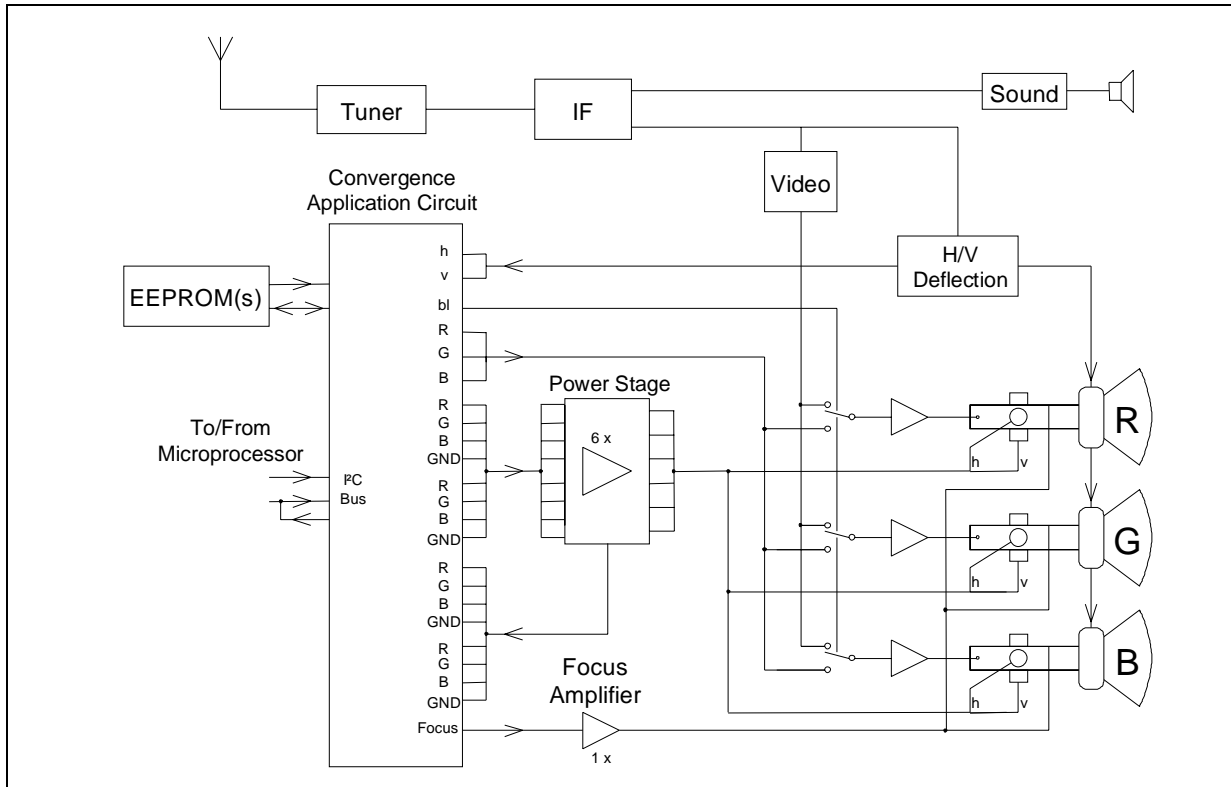 Tuner
IF
Sound
Video
Convergence
Application Circuit
H/V
Deflection
EEPROM(s)
h
v
bl
R
G
B
Power Stage
6 x
R
G
B
GND
R
G
B
GND
To/From
Microprocessor
I²C
Bus
R
G
B
GND
R
G
B
GND
Focus
Focus
Amplifier
1 x
h
v
R
h
v
G
h
v
B